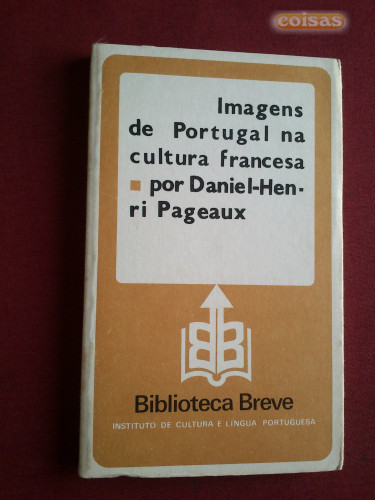 coisas
Imagens
de Portugal na
cultura francesa
por Daniel-Hen-
ri Pageaux
Biblioteca Breve
INSTITUTO DE CULTURA E LÍNGUA PORTUGUESA